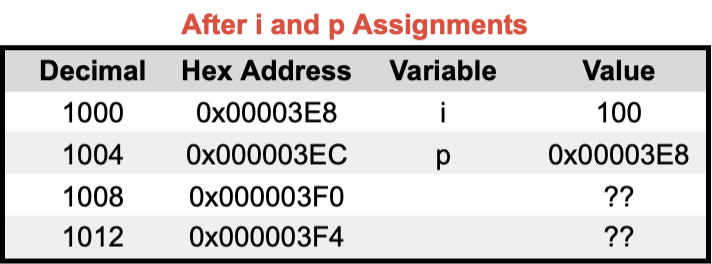 After i and p Assignments
Decimal Hex Address Variable Value
1000 0x00003E8 i 100
1004 0x000003EC p 0x00003E8
1008 0x000003F0 ??
1012 0x000003F4 ??